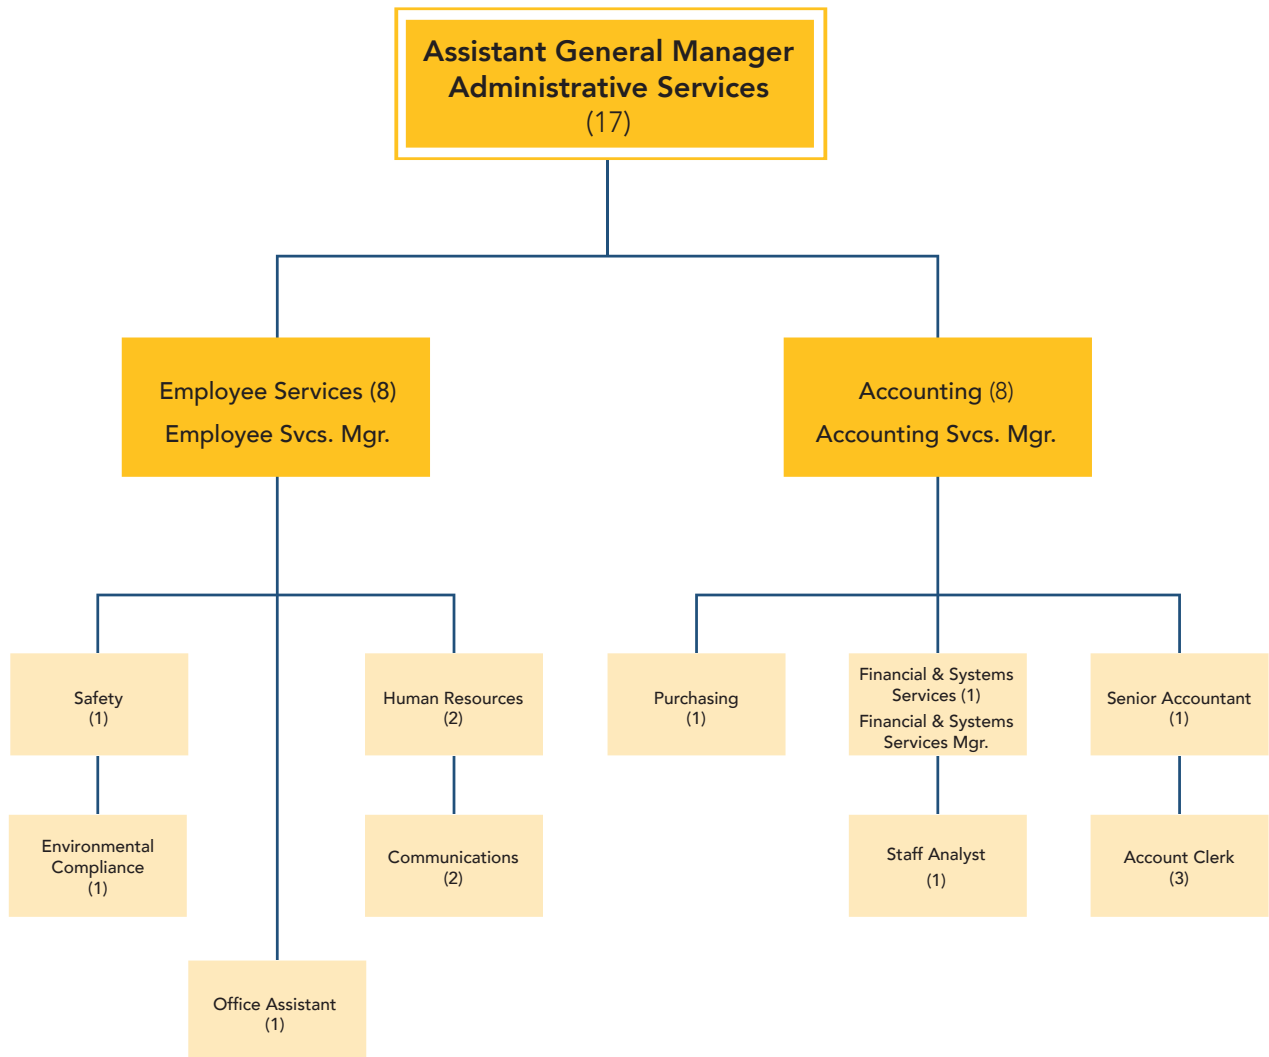 Assistant General Manager
Administrative Services
(17)
Employee Services (8)
Employee Svcs. Mgr.
Accounting (8)
Accounting Svcs. Mgr.
Safety
(1)
Human Resources
(2)
Purchasing
(1)
Financial & Systems
Services (1)
Financial & Systems
Services Mgr.
Senior Accountant
(1)
Environmental
Compliance
(1)
Communications
(2)
Staff Analyst
(1)
Account Clerk
(3)
Office Assistant
(1)